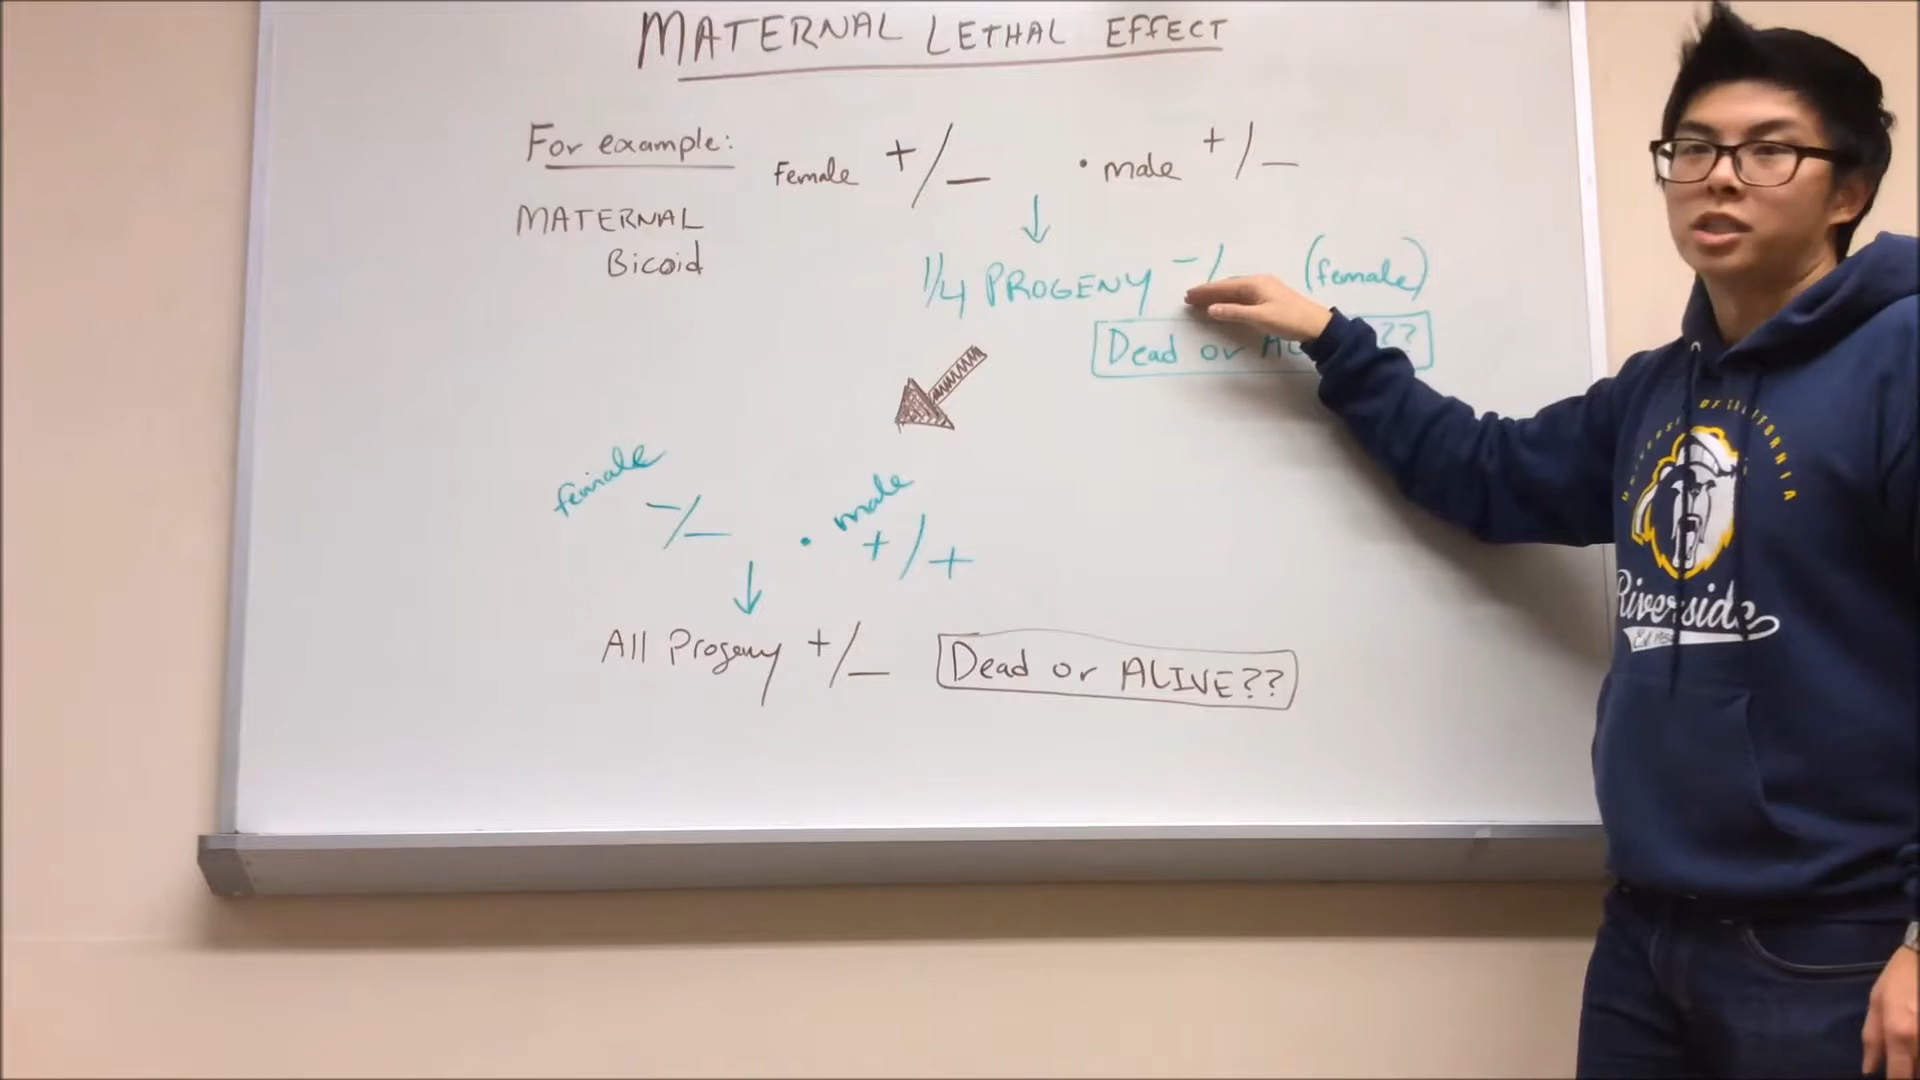 MATERNAL LETHAL EFFECT
For example:
Female +/−
• male +/−
MATERNAL
Bicoid
1/4 PROGENY −/
(female)
Dead or ??
female
−/−
• male
+/+
All Progeny +/−
Dead or ALIVE??
UNIVERSITY OF CALIFORNIA
Riverside